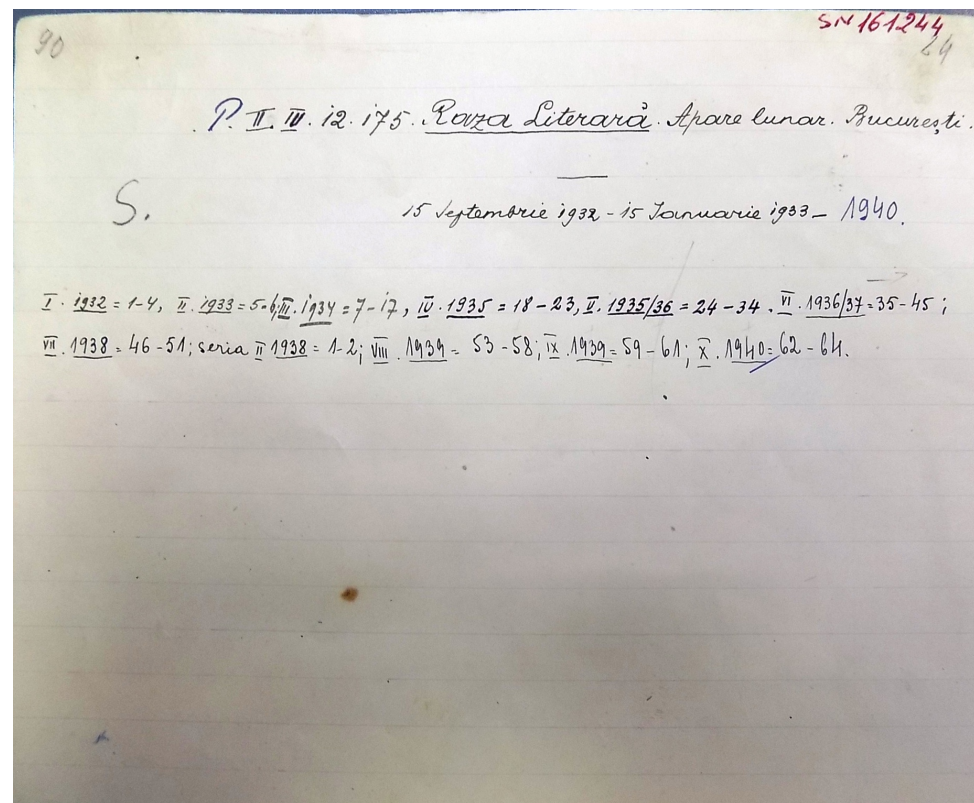 SN 161244
90 24
P. II. IV. 12. 175. Raza Literară. Apare lunar. București.
S. 15 Septembrie 1932 - 15 Ianuarie 1933 - 1940.
I. 1932 = 1-4, II. 1933 = 5-6, III. 1934 = 7-17, IV. 1935 = 18-23, V. 1935/36 = 24-34. VI. 1936/37 = 35-45;
VII. 1938 = 46-51; seria II 1938 = 1-2; VIII. 1939 = 53-58; IX. 1939 = 59-61; X. 1940 = 62-64.